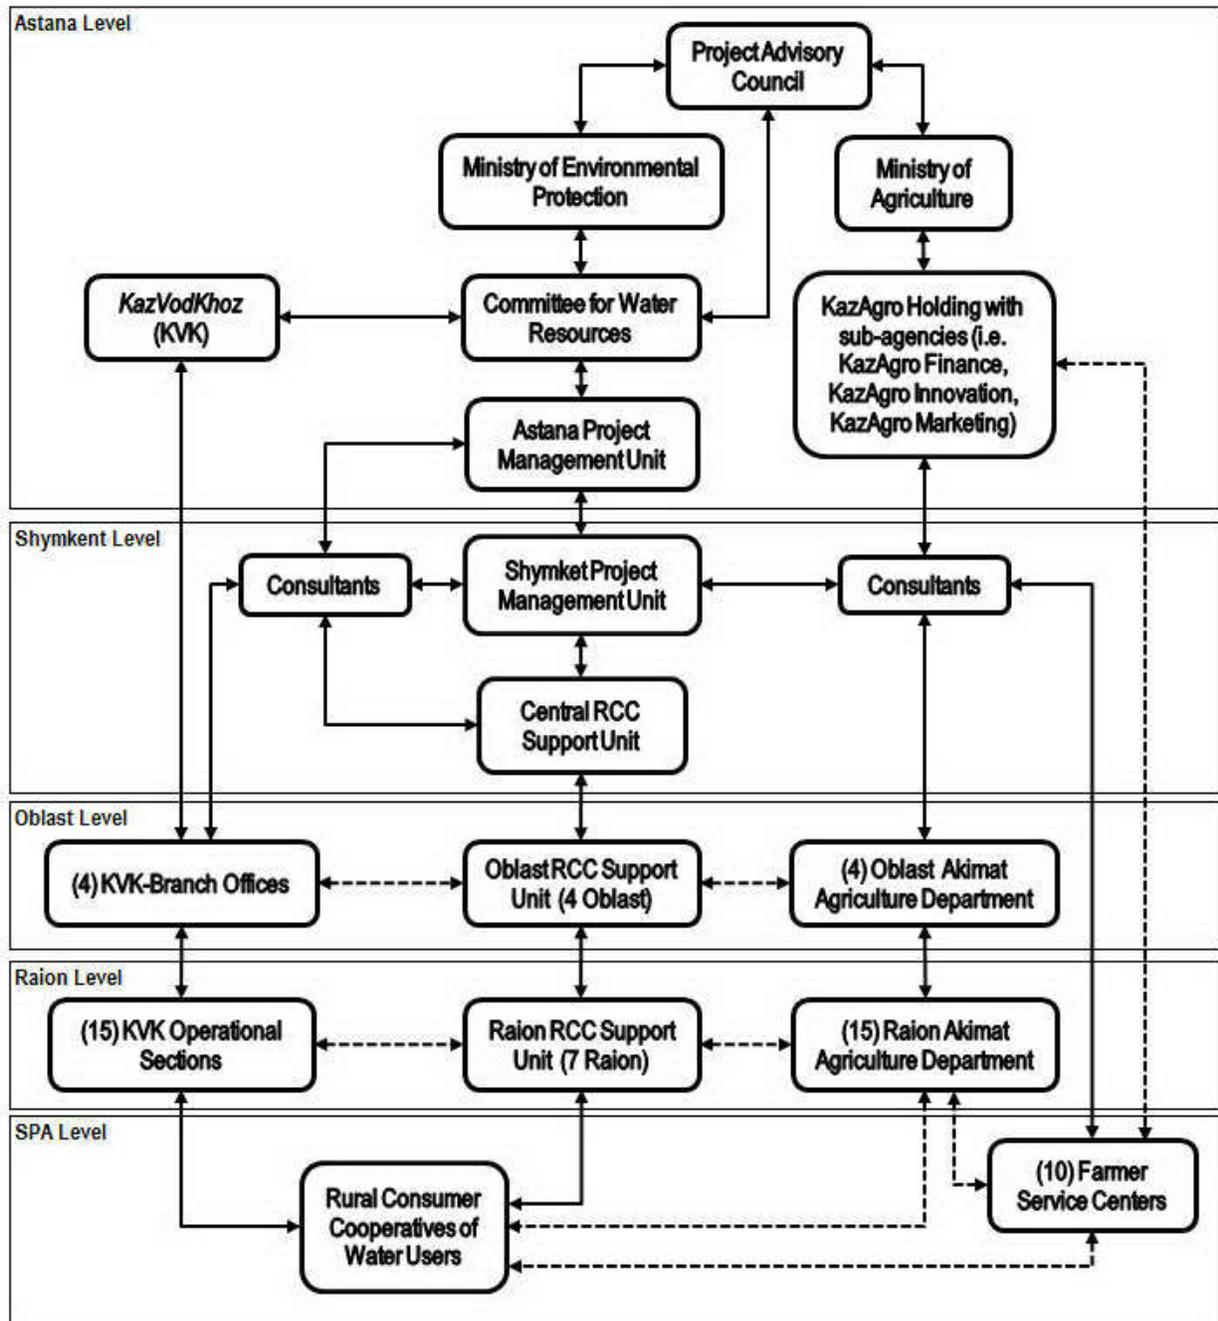 Astana Level
Project Advisory
Council
Ministry of Environmental
Protection
Ministry of
Agriculture
KazVodKhoz
(KVK)
Committee for Water
Resources
KazAgro Holding with
sub-agencies (i.e.
KazAgro Finance,
KazAgro Innovation,
KazAgro Marketing)
Astana Project
Management Unit
Shymkent Level
Consultants
Shymket Project
Management Unit
Consultants
Central RCC
Support Unit
Oblast Level
(4) KVK-Branch Offices
Oblast RCC Support
Unit (4 Oblast)
(4) Oblast Akimat
Agriculture Department
Raion Level
(15) KVK Operational
Sections
Raion RCC Support
Unit (7 Raion)
(15) Raion Akimat
Agriculture Department
SPA Level
Rural Consumer
Cooperatives of
Water Users
(10) Farmer
Service Centers